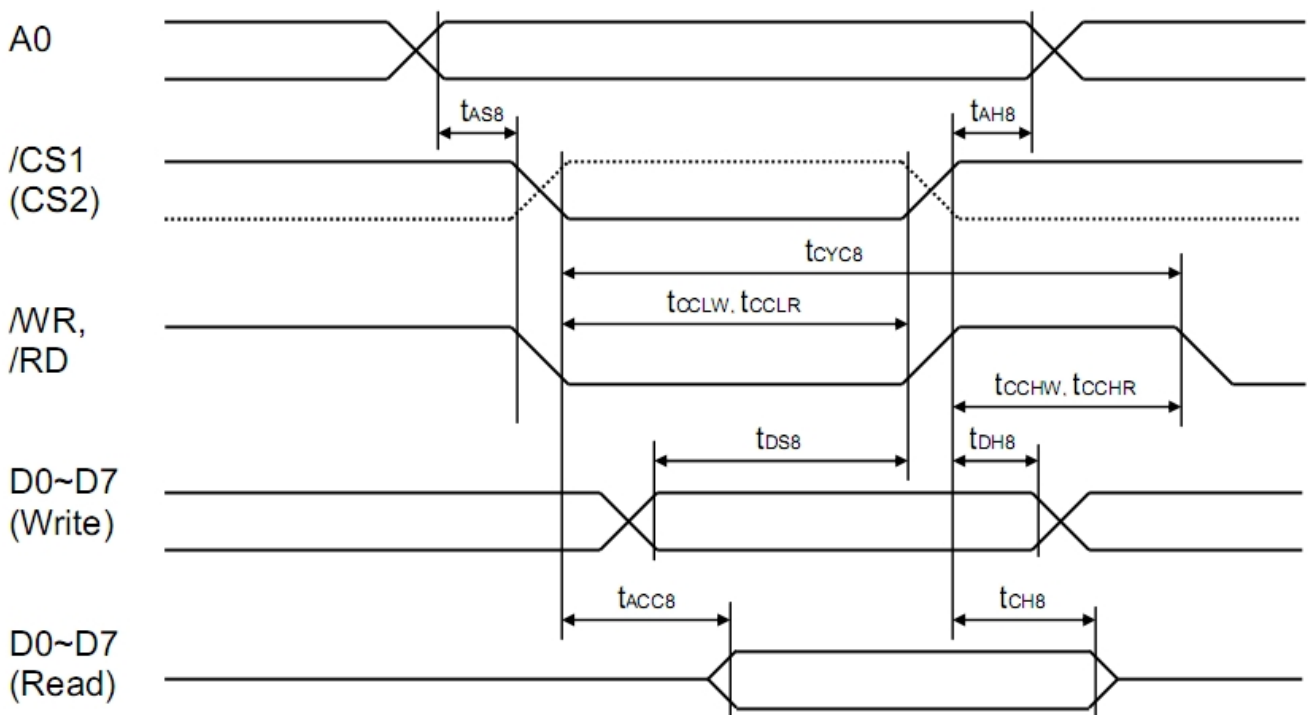 A0
tAS8
tAH8
/CS1
(CS2)
tCYC8
tCCLW, tCCLR
/WR,
/RD
tCCHW, tCCHR
tDS8
tDH8
D0~D7
(Write)
tACC8
tCH8
D0~D7
(Read)